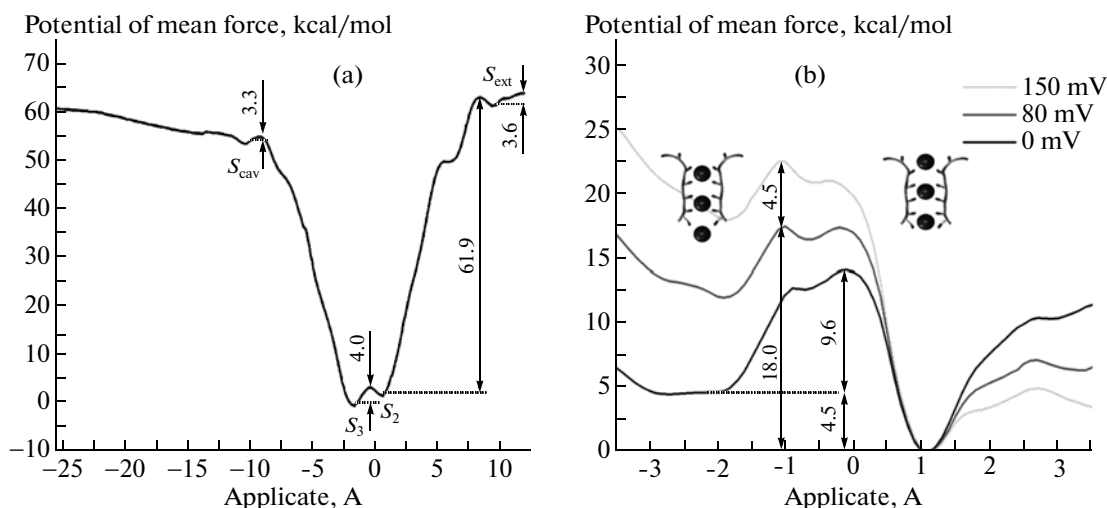 Potential of mean force, kcal/mol
70
60
50
40
30
20
10
0
−10
(a)
3.3
S_cav
S_ext
3.6
61.9
4.0
S_3
S_2
−25 −20 −15 −10 −5 0 5 10
Applicate, A
Potential of mean force, kcal/mol
30
25
20
15
10
5
0
(b)
150 mV
80 mV
0 mV
4.5
18.0
9.6
4.5
-3 -2 -1 0 1 2 3
Applicate, A